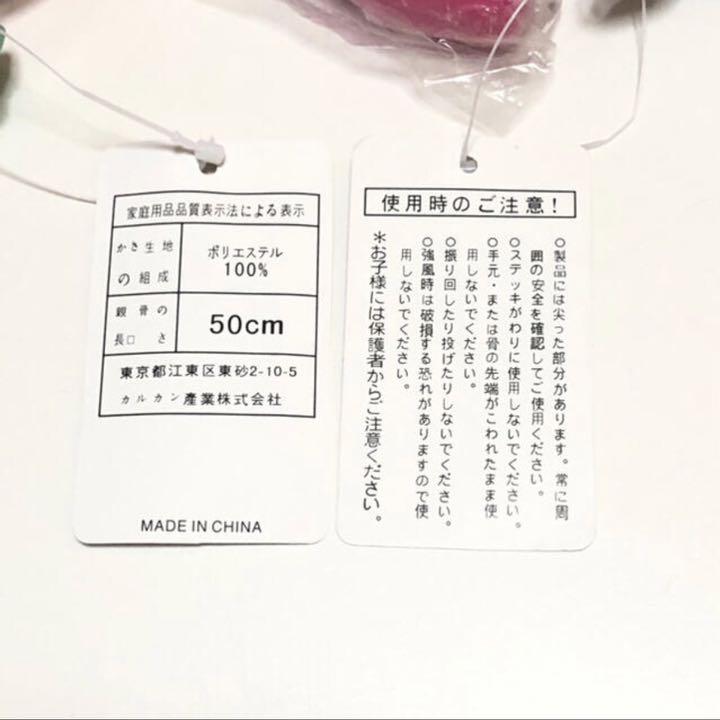 家庭用品品質表示法による表示
かさ生地
の組成
ポリエステル
100%
親骨の
長□さ
50cm
東京都江東区東砂2-10-5
カルカン産業株式会社
MADE IN CHINA
使用時のご注意!
○製品には尖った部分があります。常に周
囲の安全を確認してご使用ください。
○ステッキがわりに使用しないでください。
○手元・または骨の先端がこわれたまま使
用しないでください。
○振り回したり投げたりしないでください。
○強風時は破損する恐れがありますので使
用しないでください。
*お子様には保護者からご注意ください。